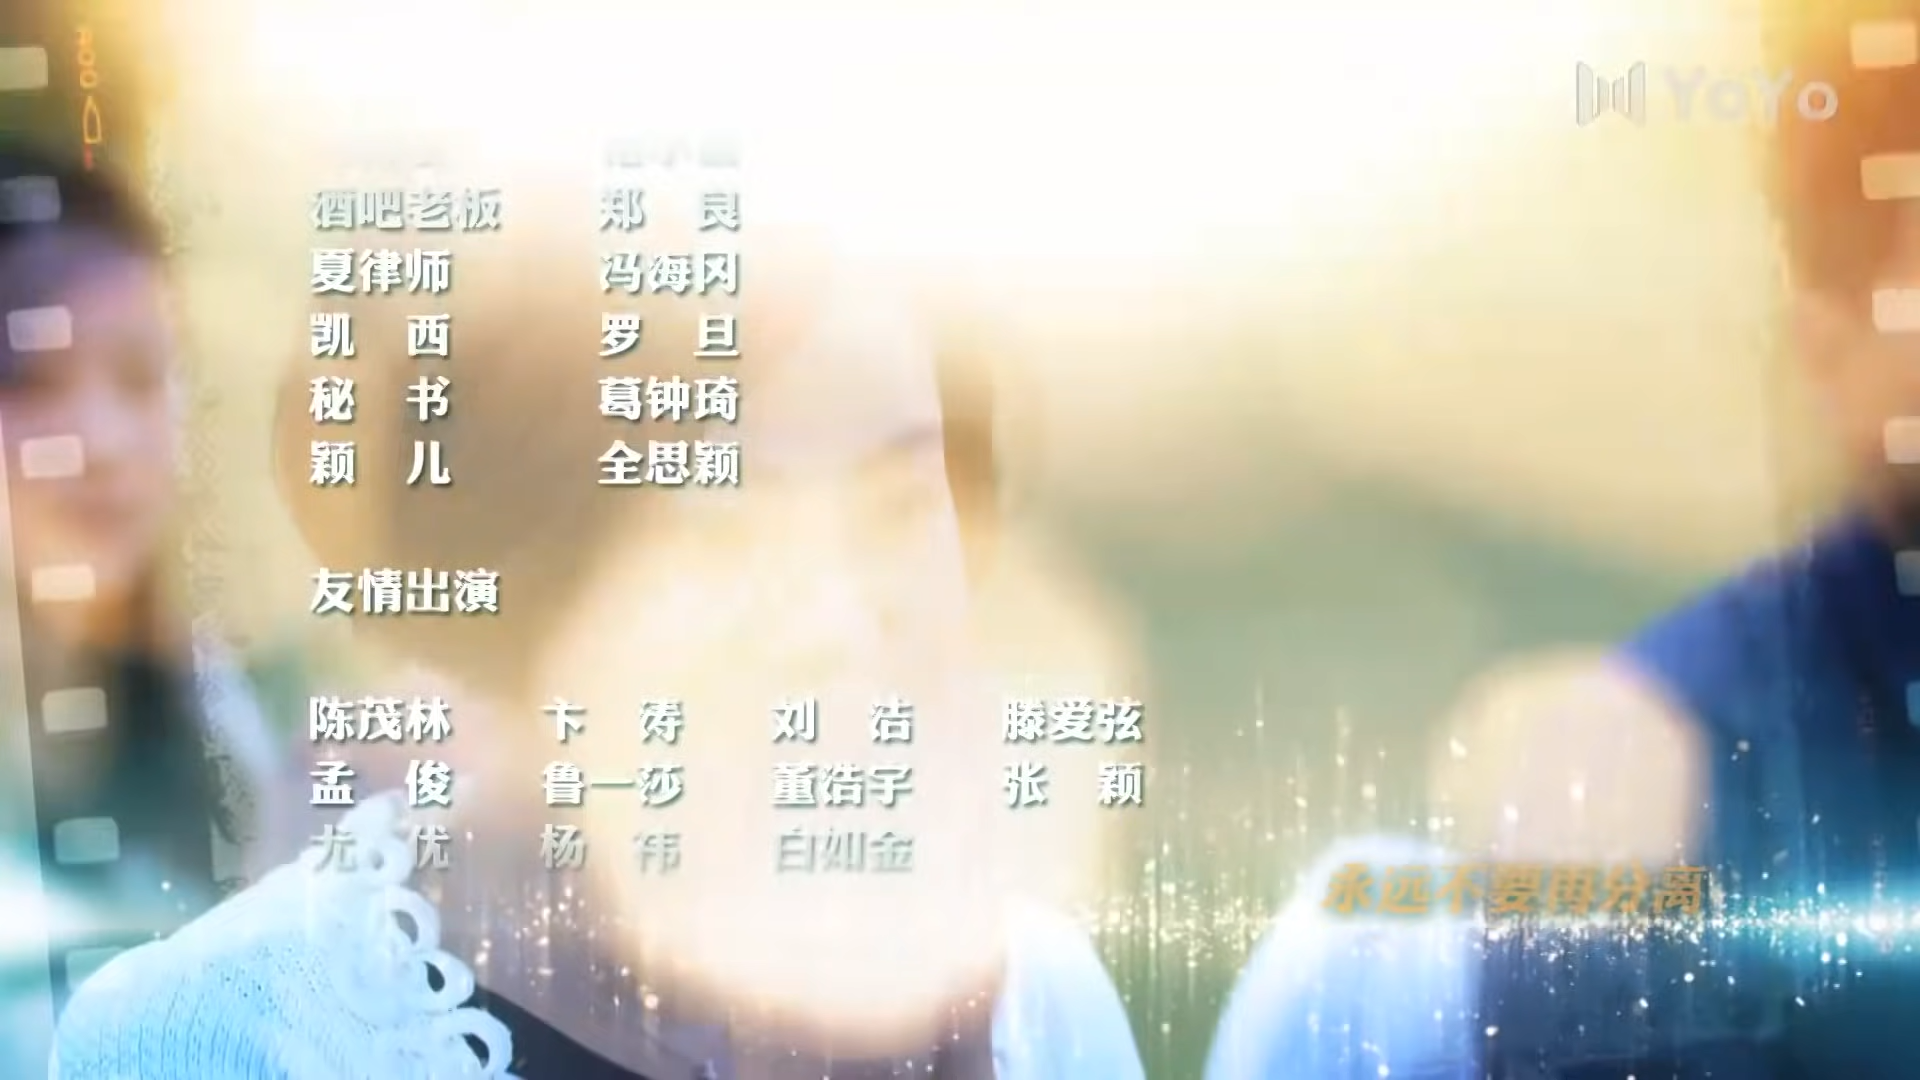 YoYo
酒吧老板 郑 良
夏律师 冯海冈
凯 西 罗 旦
秘 书 葛钟琦
颖 儿 全思颖
友情出演
陈茂林 卞 涛 刘 洁 滕爱弦
孟 俊 鲁一莎 董浩宇 张 颖
尤 优 杨 祎 白如金
永远不要再分离